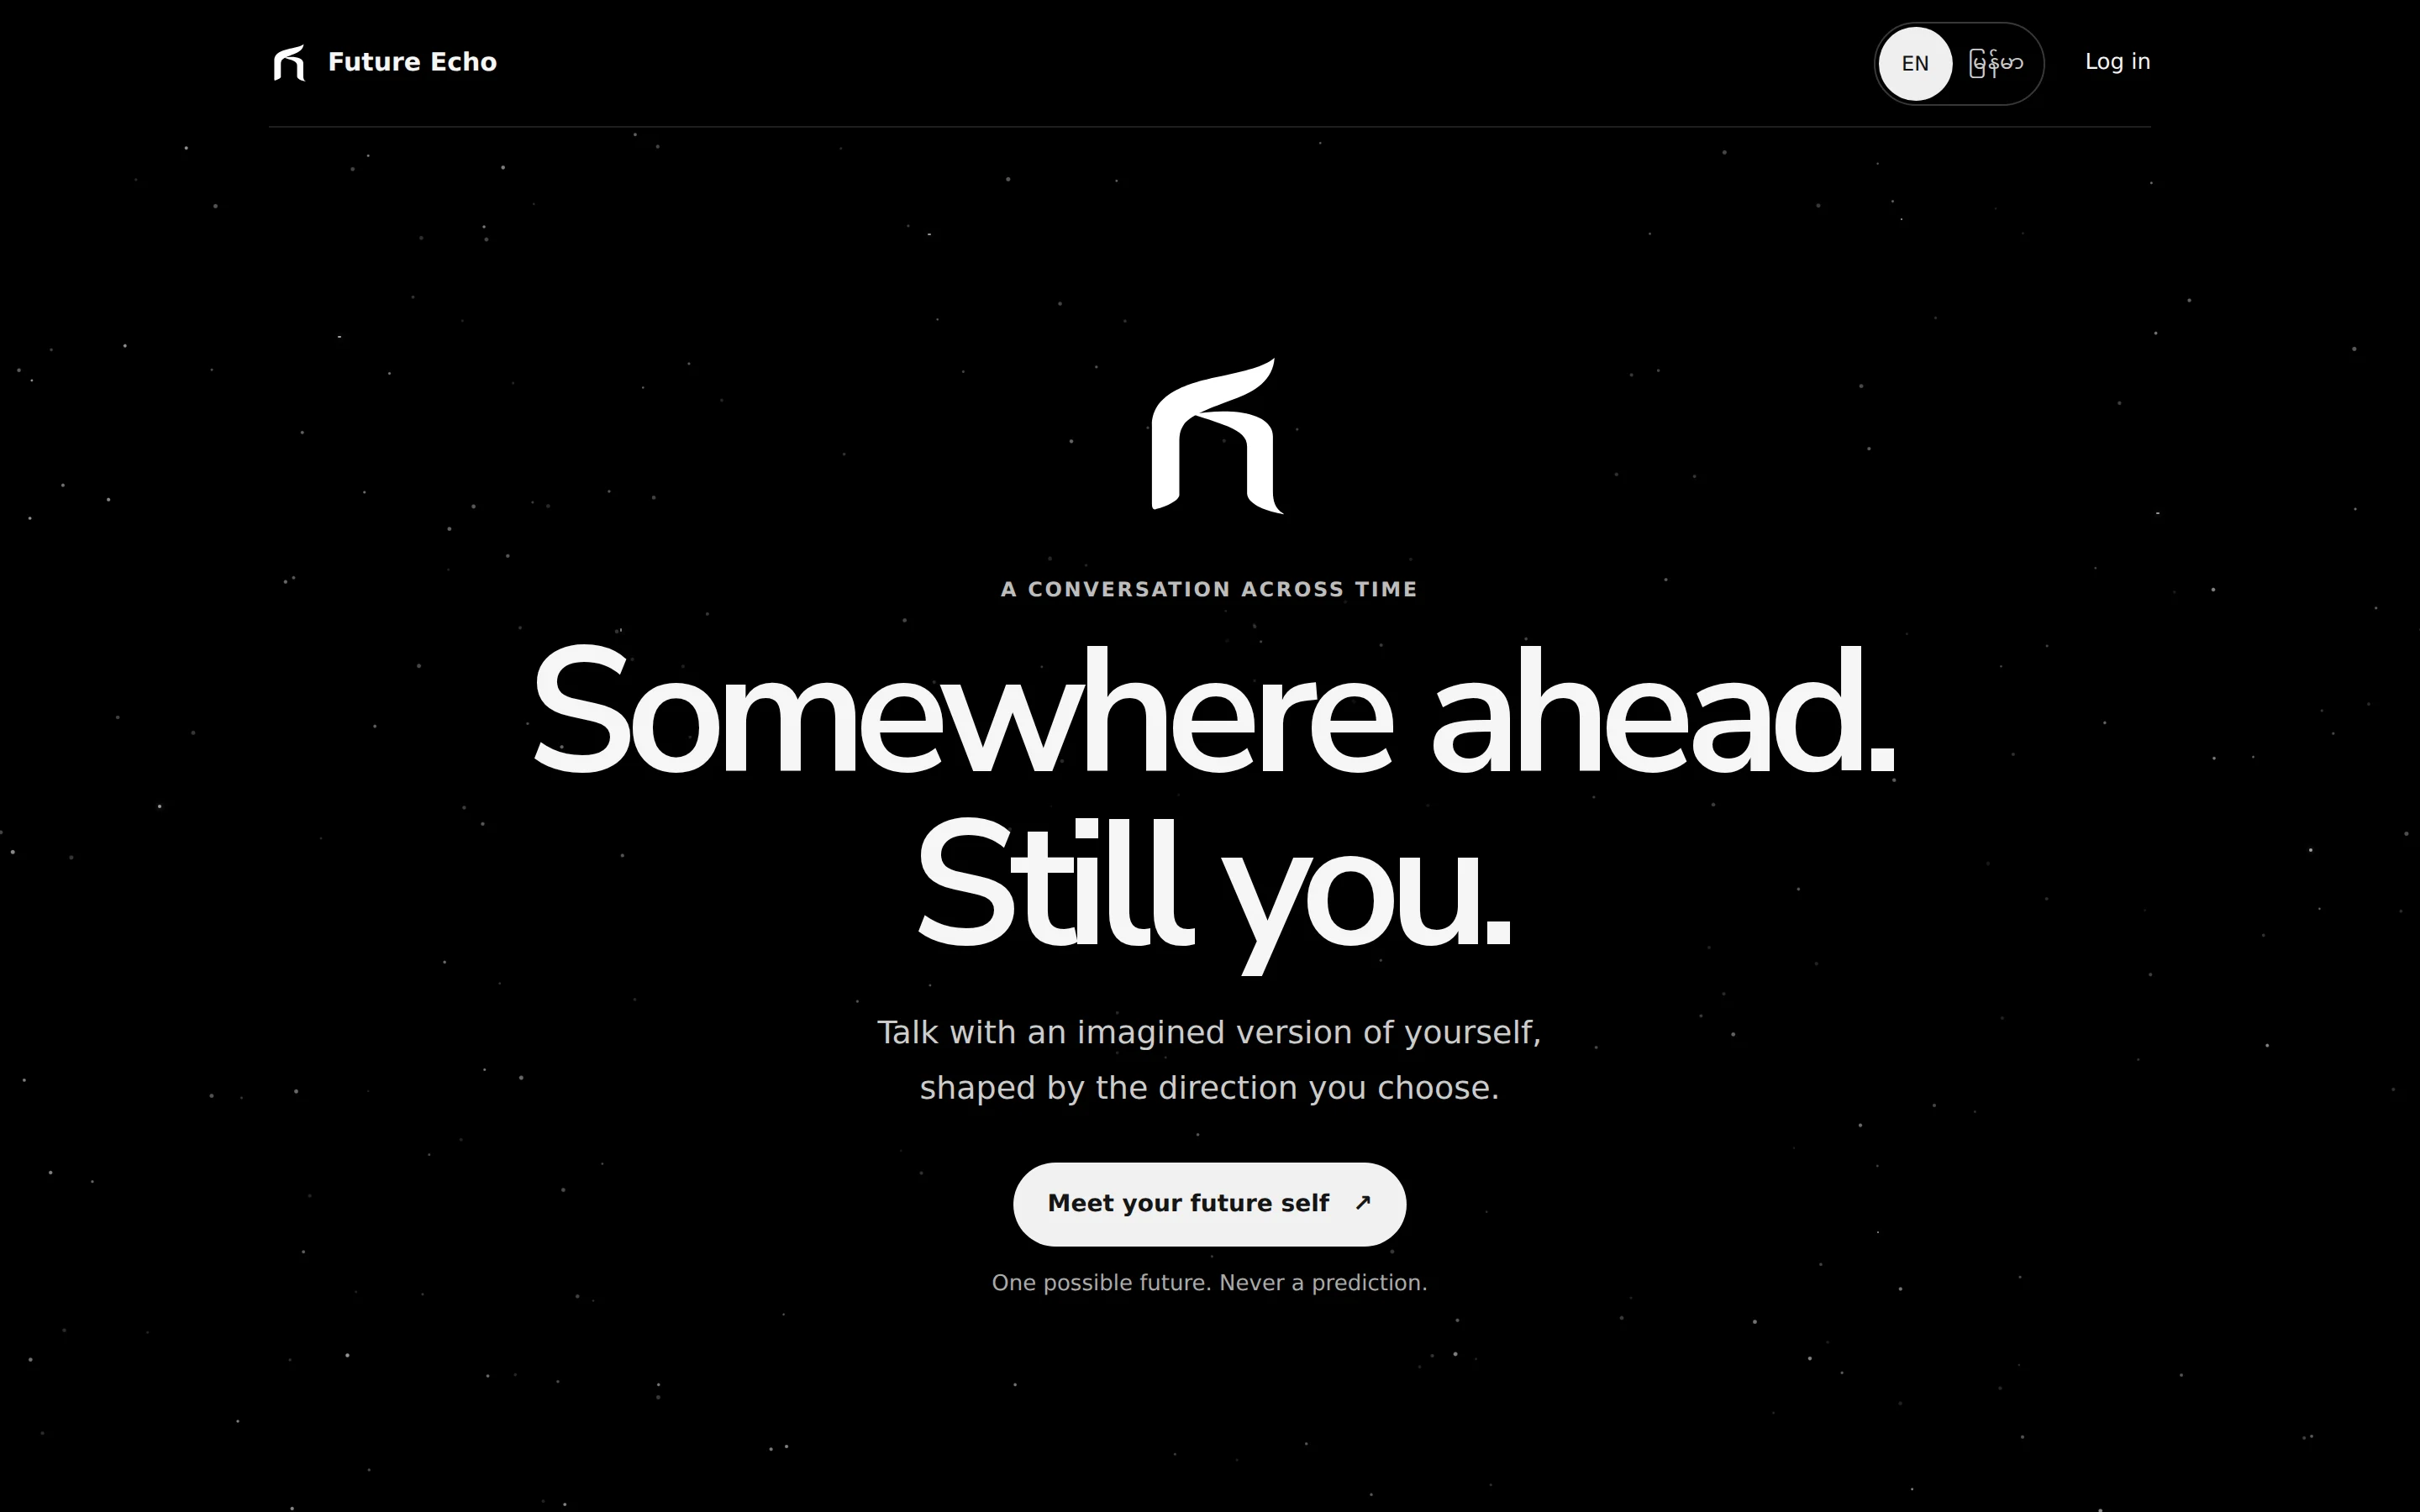 Future Echo
EN
မြန်မာ
Log in
A CONVERSATION ACROSS TIME
Somewhere ahead.
Still you.
Talk with an imagined version of yourself,
shaped by the direction you choose.
Meet your future self ↗
One possible future. Never a prediction.